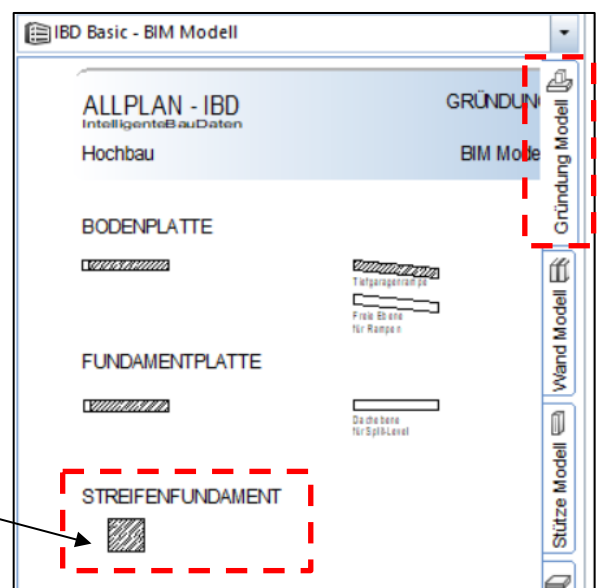 IBD Basic - BIM Modell
ALLPLAN - IBD
IntelligenteBauDaten
GRÜNDUN
Hochbau
BIM Mode
BODENPLATTE
Tiefgaragenrampe
Freie Ebene
für Rampen
FUNDAMENTPLATTE
Dachebene
für Split-Level
STREIFENFUNDAMENT
Gründung Modell
Wand Modell
Stütze Modell